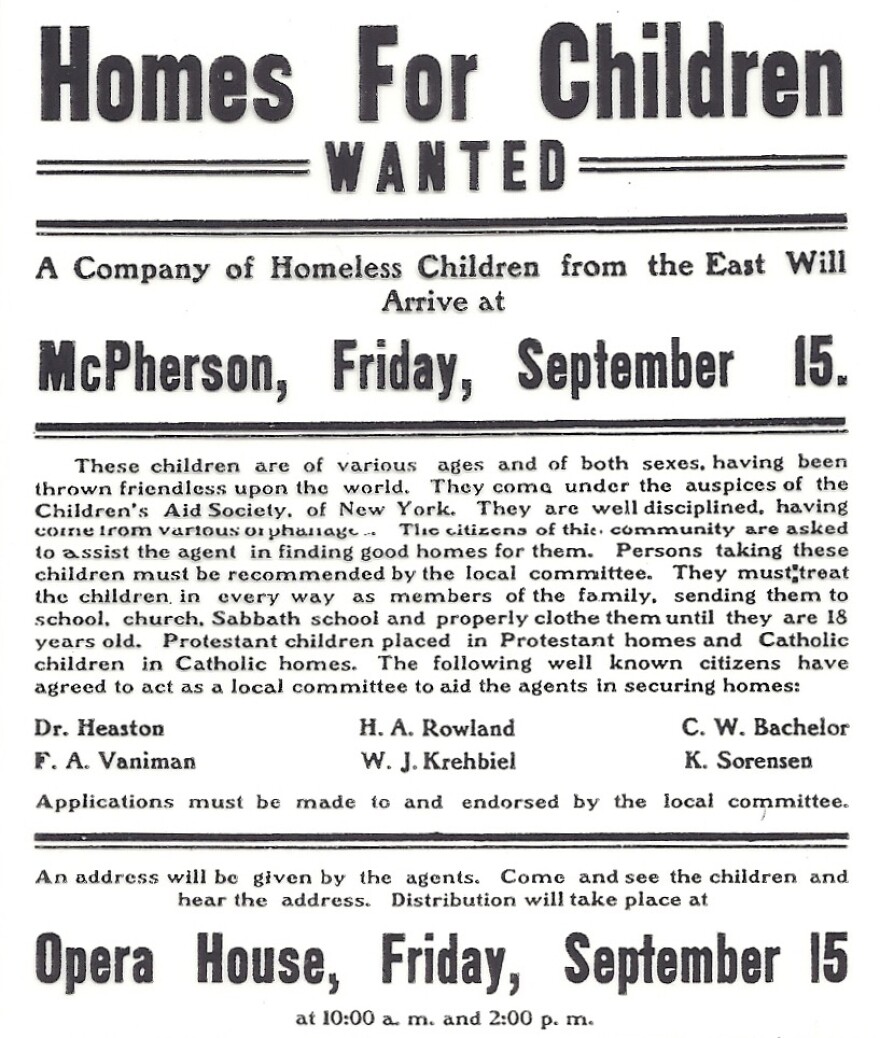 Homes For Children
WANTED
A Company of Homeless Children from the East Will
Arrive at
McPherson, Friday, September 15.
These children are of various ages and of both sexes, having been
thrown friendless upon the world. They come under the auspices of the
Children's Aid Society, of New York. They are well disciplined, having
come from various orphanages. The citizens of this community are asked
to assist the agent in finding good homes for them. Persons taking these
children must be recommended by the local committee. They must treat
the children in every way as members of the family, sending them to
school, church, Sabbath school and properly clothe them until they are 18
years old. Protestant children placed in Protestant homes and Catholic
children in Catholic homes. The following well known citizens have
agreed to act as a local committee to aid the agents in securing homes:
Dr. Heaston H. A. Rowland C. W. Bachelor
F. A. Vaniman W. J. Krehbiel K. Sorensen
Applications must be made to and endorsed by the local committee.
An address will be given by the agents. Come and see the children and
hear the address. Distribution will take place at
Opera House, Friday, September 15
at 10:00 a. m. and 2:00 p. m.